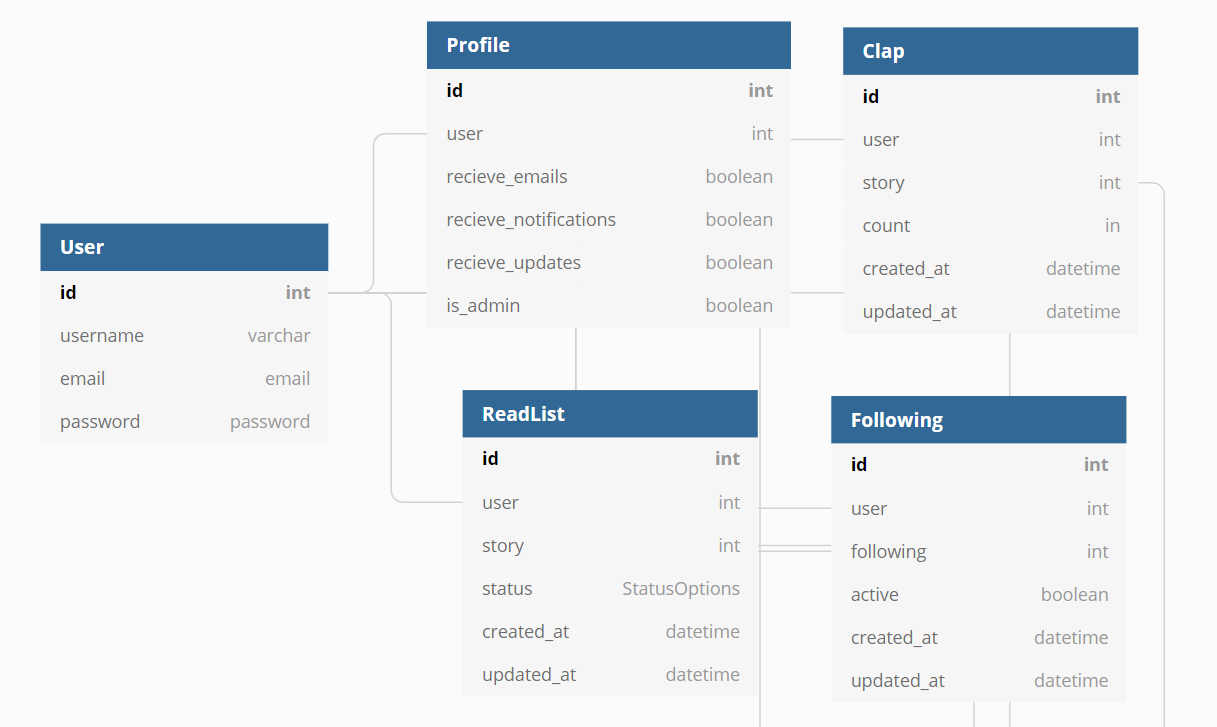 Profile
id int
user int
recieve_emails boolean
recieve_notifications boolean
recieve_updates boolean
is_admin boolean
Clap
id int
user int
story int
count in
created_at datetime
updated_at datetime
User
id int
username varchar
email email
password password
ReadList
id int
user int
story int
status StatusOptions
created_at datetime
updated_at datetime
Following
id int
user int
following int
active boolean
created_at datetime
updated_at datetime